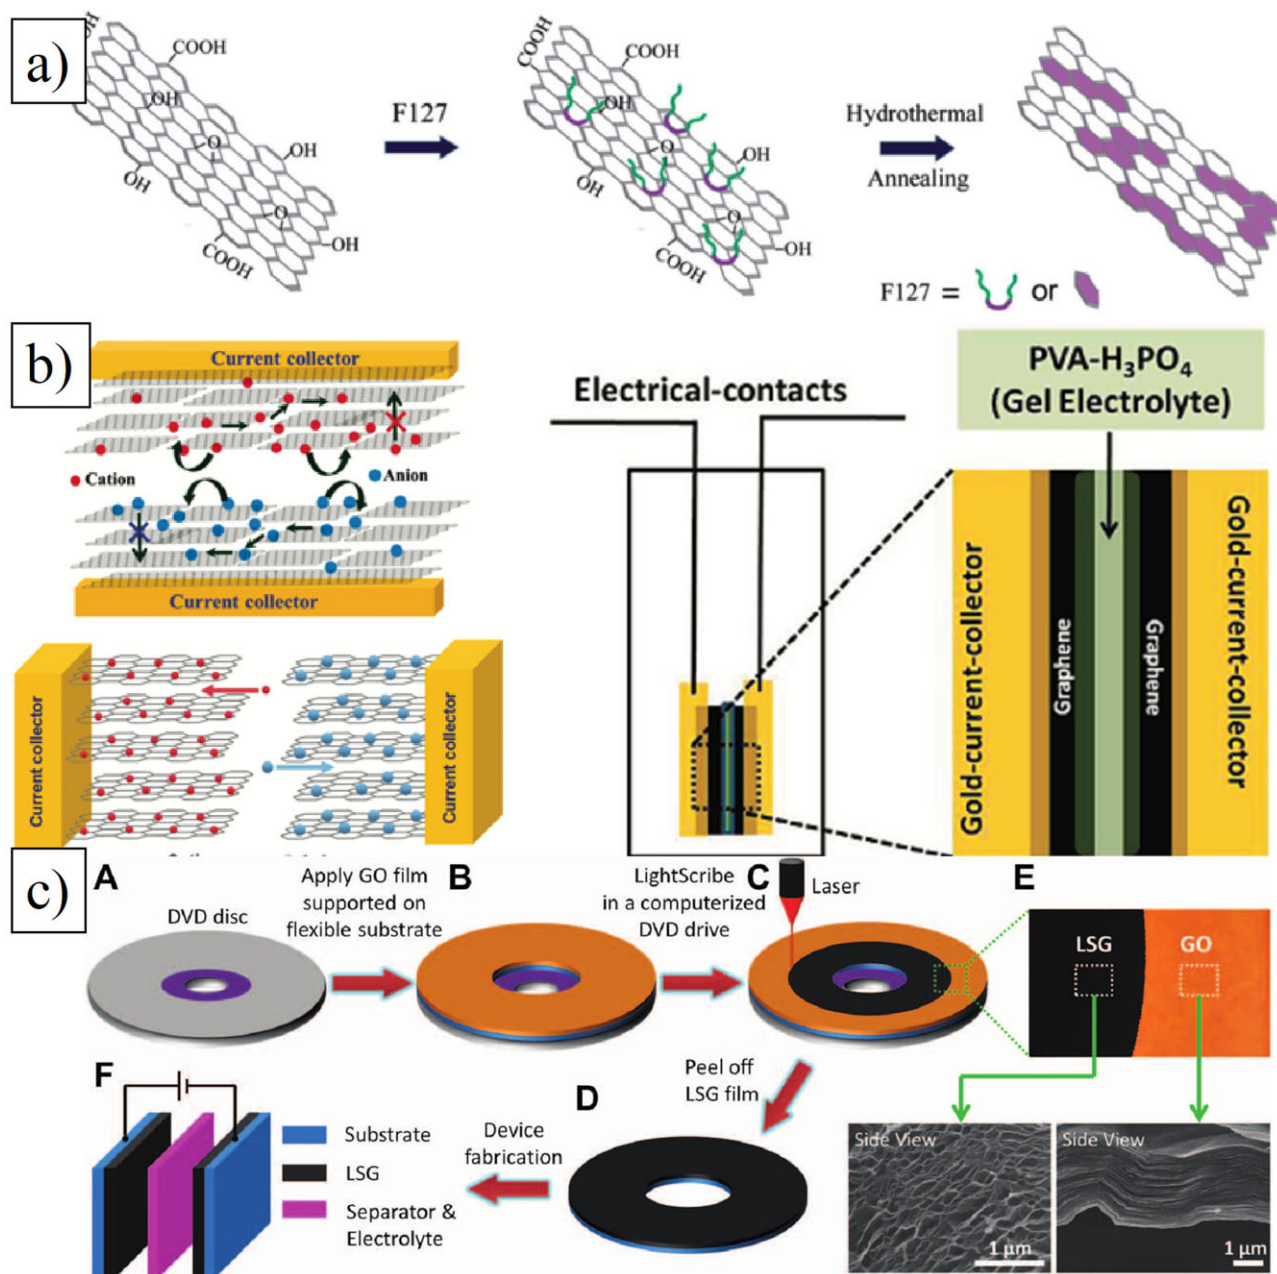 a)
OH
COOH
OH
O
OH
OH
O
OH
COOH
F127
COOH
COOH
OH
O
OH
OH
O
OH
COOH
Hydrothermal
Annealing
F127 =
or
b)
Current collector
Cation
Anion
Current collector
Current collector
Current collector
Electrical-contacts
PVA-H₃PO₄
(Gel Electrolyte)
Gold-current-collector
Graphene
Graphene
Gold-current-collector
c)
A
DVD disc
Apply GO film
supported on
flexible substrate
B
LightScribe
in a computerized
DVD drive
C
Laser
E
LSG
GO
Peel off
LSG film
D
Device
fabrication
F
Substrate
LSG
Separator &
Electrolyte
Side View
1 μm
Side View
1 μm